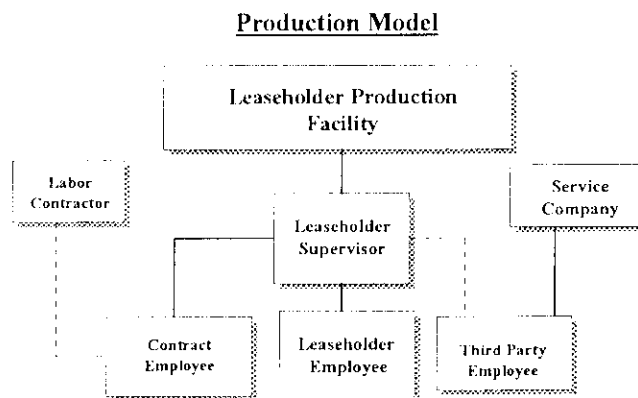 Production Model
Leaseholder Production
Facility
Labor
Contractor
Service
Company
Leaseholder
Supervisor
Contract
Employee
Leaseholder
Employee
Third Party
Employee